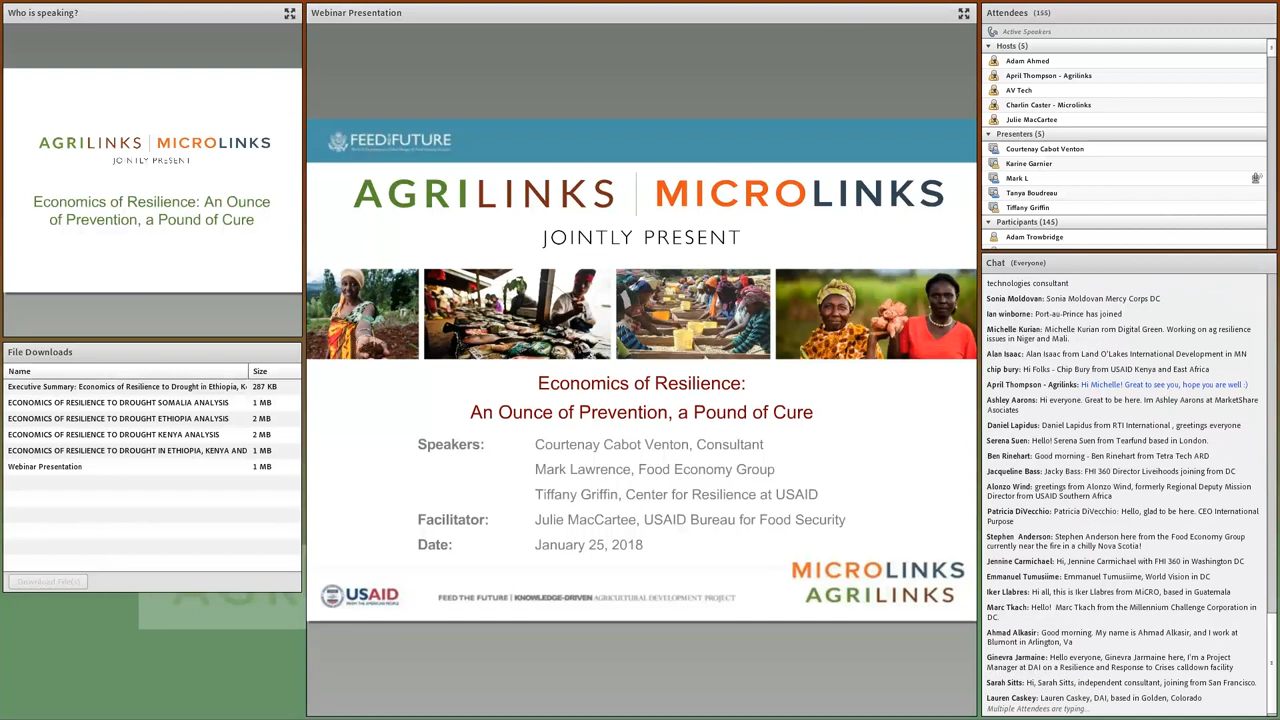 Who is speaking?
AGRILINKS | MICROLINKS
JOINTLY PRESENT
Economics of Resilience: An Ounce
of Prevention, a Pound of Cure
File Downloads
Name Size
Executive Summary: Economics of Resilience to Drought in Ethiopia, Ke 287 KB
ECONOMICS OF RESILIENCE TO DROUGHT SOMALIA ANALYSIS 1 MB
ECONOMICS OF RESILIENCE TO DROUGHT ETHIOPIA ANALYSIS 2 MB
ECONOMICS OF RESILIENCE TO DROUGHT KENYA ANALYSIS 2 MB
ECONOMICS OF RESILIENCE TO DROUGHT IN ETHIOPIA, KENYA AND 1 MB
Webinar Presentation 1 MB
Download File(s)
Webinar Presentation
FEED THE FUTURE
AGRILINKS | MICROLINKS
JOINTLY PRESENT
Economics of Resilience:
An Ounce of Prevention, a Pound of Cure
Speakers: Courtenay Cabot Venton, Consultant
Mark Lawrence, Food Economy Group
Tiffany Griffin, Center for Resilience at USAID
Facilitator: Julie MacCartee, USAID Bureau for Food Security
Date: January 25, 2018
MICROLINKS
AGRILINKS
USAID
FROM THE AMERICAN PEOPLE
FEED THE FUTURE | KNOWLEDGE-DRIVEN AGRICULTURAL DEVELOPMENT PROJECT
Attendees (155)
Active Speakers
Hosts (5)
Adam Ahmed
April Thompson - Agrilinks
AV Tech
Charlin Caster - Microlinks
Julie MacCartee
Presenters (5)
Courtenay Cabot Venton
Karine Garnier
Mark L
Tanya Boudreau
Tiffany Griffin
Participants (145)
Adam Trowbridge
Chat (Everyone)
technologies consultant
Sonia Moldovan: Sonia Moldovan Mercy Corps DC
Ian winborne: Port-au-Prince has joined
Michelle Kurian: Michelle Kurian rom Digital Green. Working on ag resilience
issues in Niger and Mali.
Alan Isaac: Alan Isaac from Land O'Lakes International Development in MN
chip bury: Hi Folks - Chip Bury from USAID Kenya and East Africa
April Thompson - Agrilinks: Hi Michelle! Great to see you, hope you are well :)
Ashley Aarons: Hi everyone. Great to be here. Im Ashley Aarons at MarketShare
Asociates
Daniel Lapidus: Daniel Lapidus from RTI International , greetings everyone
Serena Suen: Hello! Serena Suen from Tearfund based in London.
Ben Rinehart: Good morning - Ben Rinehart from Tetra Tech ARD
Jacqueline Bass: Jacky Bass: FHI 360 Director Liveihoods joining from DC
Alonzo Wind: greetings from Alonzo Wind, formerly Regional Deputy Mission
Director from USAID Southern Africa
Patricia DiVecchio: Patricia DiVecchio: Hello, glad to be here. CEO International
Purpose
Stephen Anderson: Stephen Anderson here from the Food Economy Group
currently near the fire in a chilly Nova Scotia!
Jennine Carmichael: Hi, Jennine Carmichael with FHI 360 in Washington DC
Emmanuel Tumusiime: Emmanuel Tumusiime, World Vision in DC
Iker Llabres: Hi all, this is Iker Llabres from MiCRO, based in Guatemala
Marc Tkach: Hello! Marc Tkach from the Millennium Challenge Corporation in
DC.
Ahmad Alkasir: Good morning. My name is Ahmad Alkasir, and I work at
Blumont in Arlington, Va
Ginevra Jarmaine: Hello everyone, Ginevra Jarmaine here, I'm a Project
Manager at DAI on a Resilience and Response to Crises calldown facility
Sarah Sitts: Hi, Sarah Sitts, independent consultant, joining from San Francisco.
Lauren Caskey: Lauren Caskey, DAI, based in Golden, Colorado
Multiple Attendees are typing...